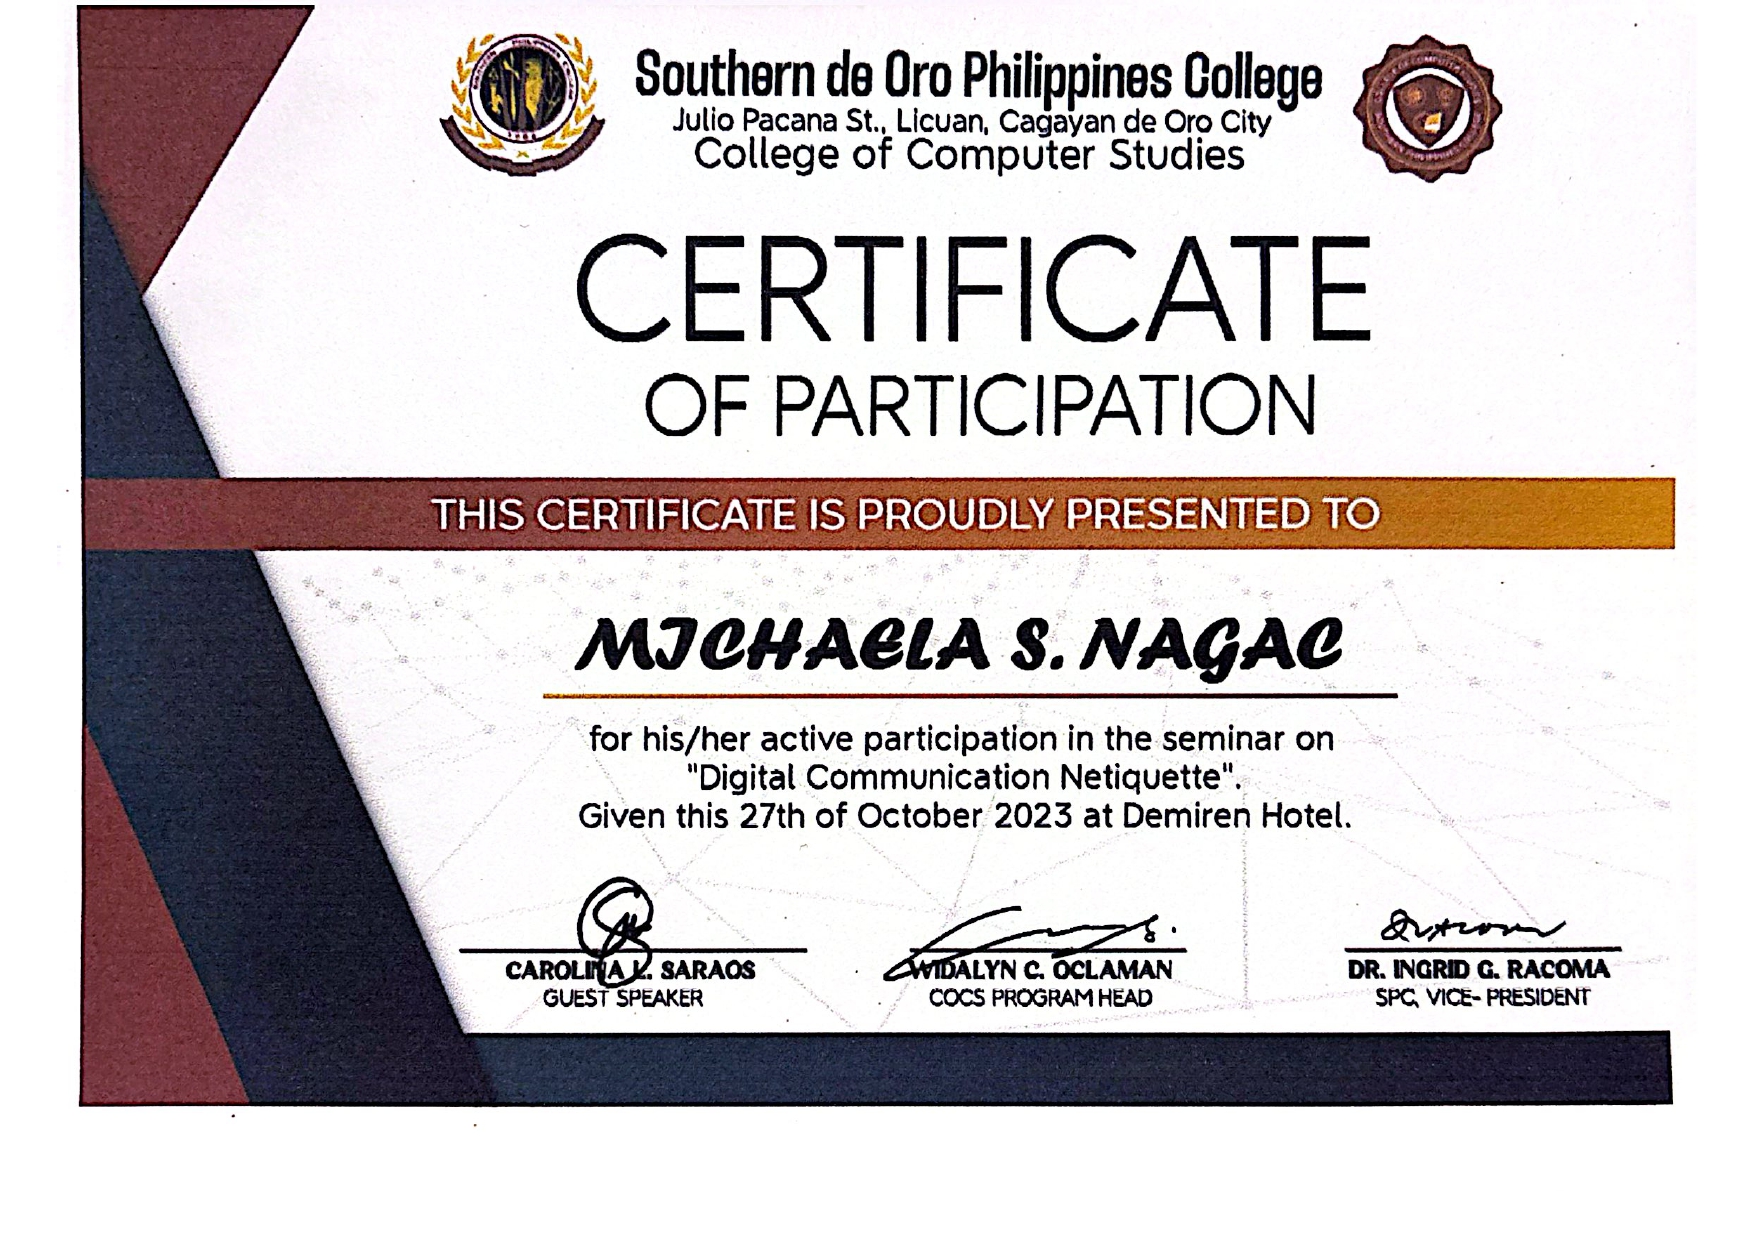 Southern de Oro Philippines College
Julio Pacana St., Licuan, Cagayan de Oro City
College of Computer Studies
CERTIFICATE
OF PARTICIPATION
THIS CERTIFICATE IS PROUDLY PRESENTED TO
MICHAELA S. NAGAC
for his/her active participation in the seminar on
"Digital Communication Netiquette".
Given this 27th of October 2023 at Demiren Hotel.
CAROLINA L. SARAOS
GUEST SPEAKER
WIDALYN C. OCLAMAN
COCS PROGRAM HEAD
DR. INGRID G. RACOMA
SPC, VICE- PRESIDENT